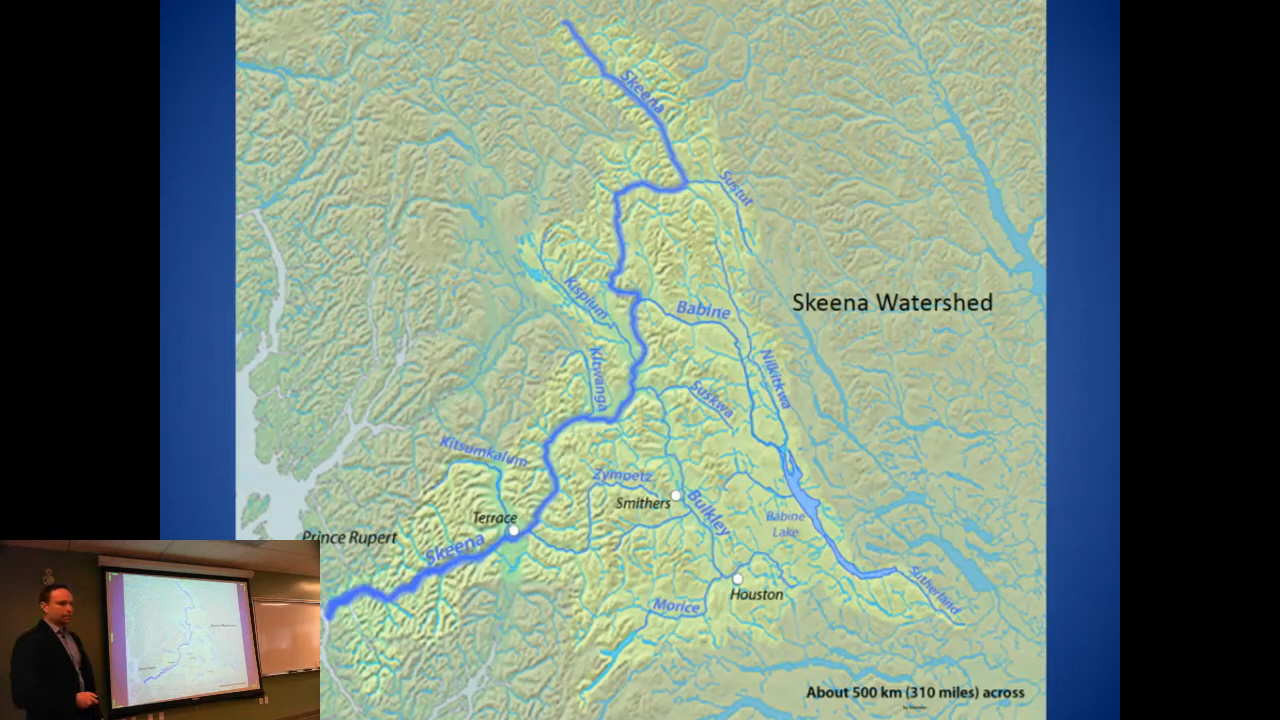 Skeena
Sustut
Kispium
Babine
Skeena Watershed
Kitwanga
Nilkitkwa
Suskwa
Kitsumkalum
Zymoetz
Smithers
Bulkley
Terrace
Babine
Lake
Prince Rupert
Skeena
Sutherland
Houston
Morice
About 500 km (310 miles) across